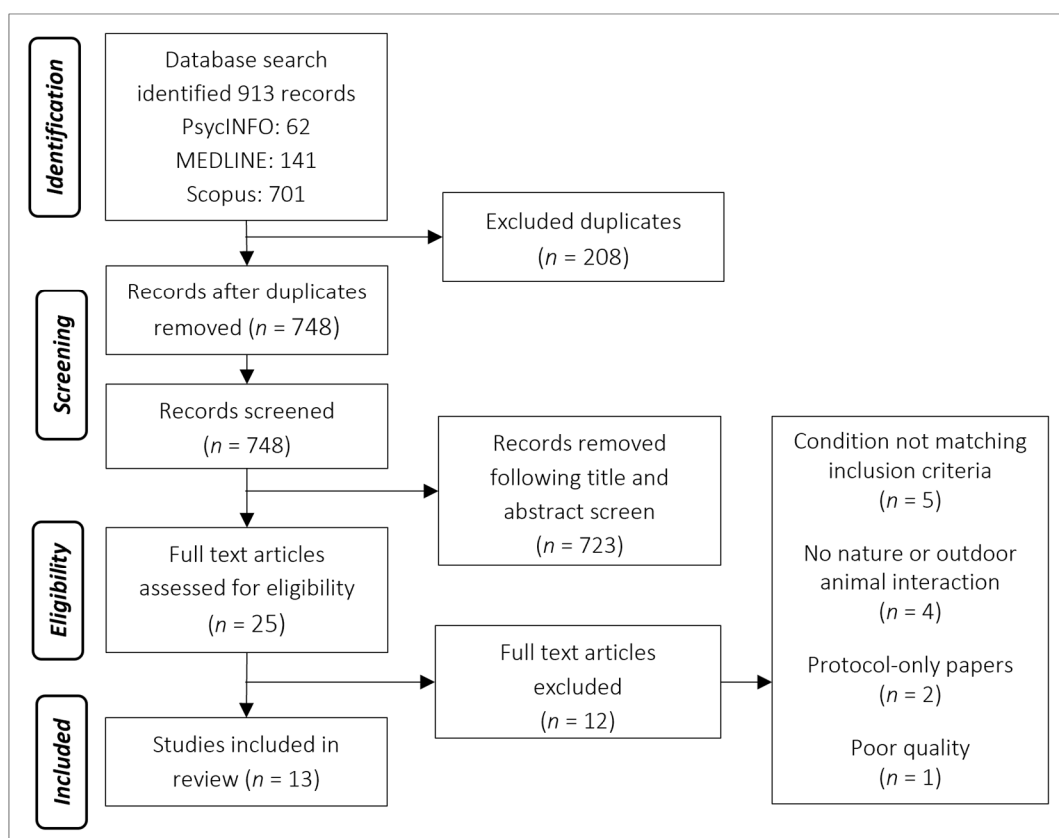 Identification
Database search
identified 913 records
PsycINFO: 62
MEDLINE: 141
Scopus: 701
Excluded duplicates
(n = 208)
Screening
Records after duplicates
removed (n = 748)
Records screened
(n = 748)
Records removed
following title and
abstract screen
(n = 723)
Eligibility
Full text articles
assessed for eligibility
(n = 25)
Full text articles
excluded
(n = 12)
Condition not matching
inclusion criteria
(n = 5)
No nature or outdoor
animal interaction
(n = 4)
Protocol-only papers
(n = 2)
Poor quality
(n = 1)
Included
Studies included in
review (n = 13)